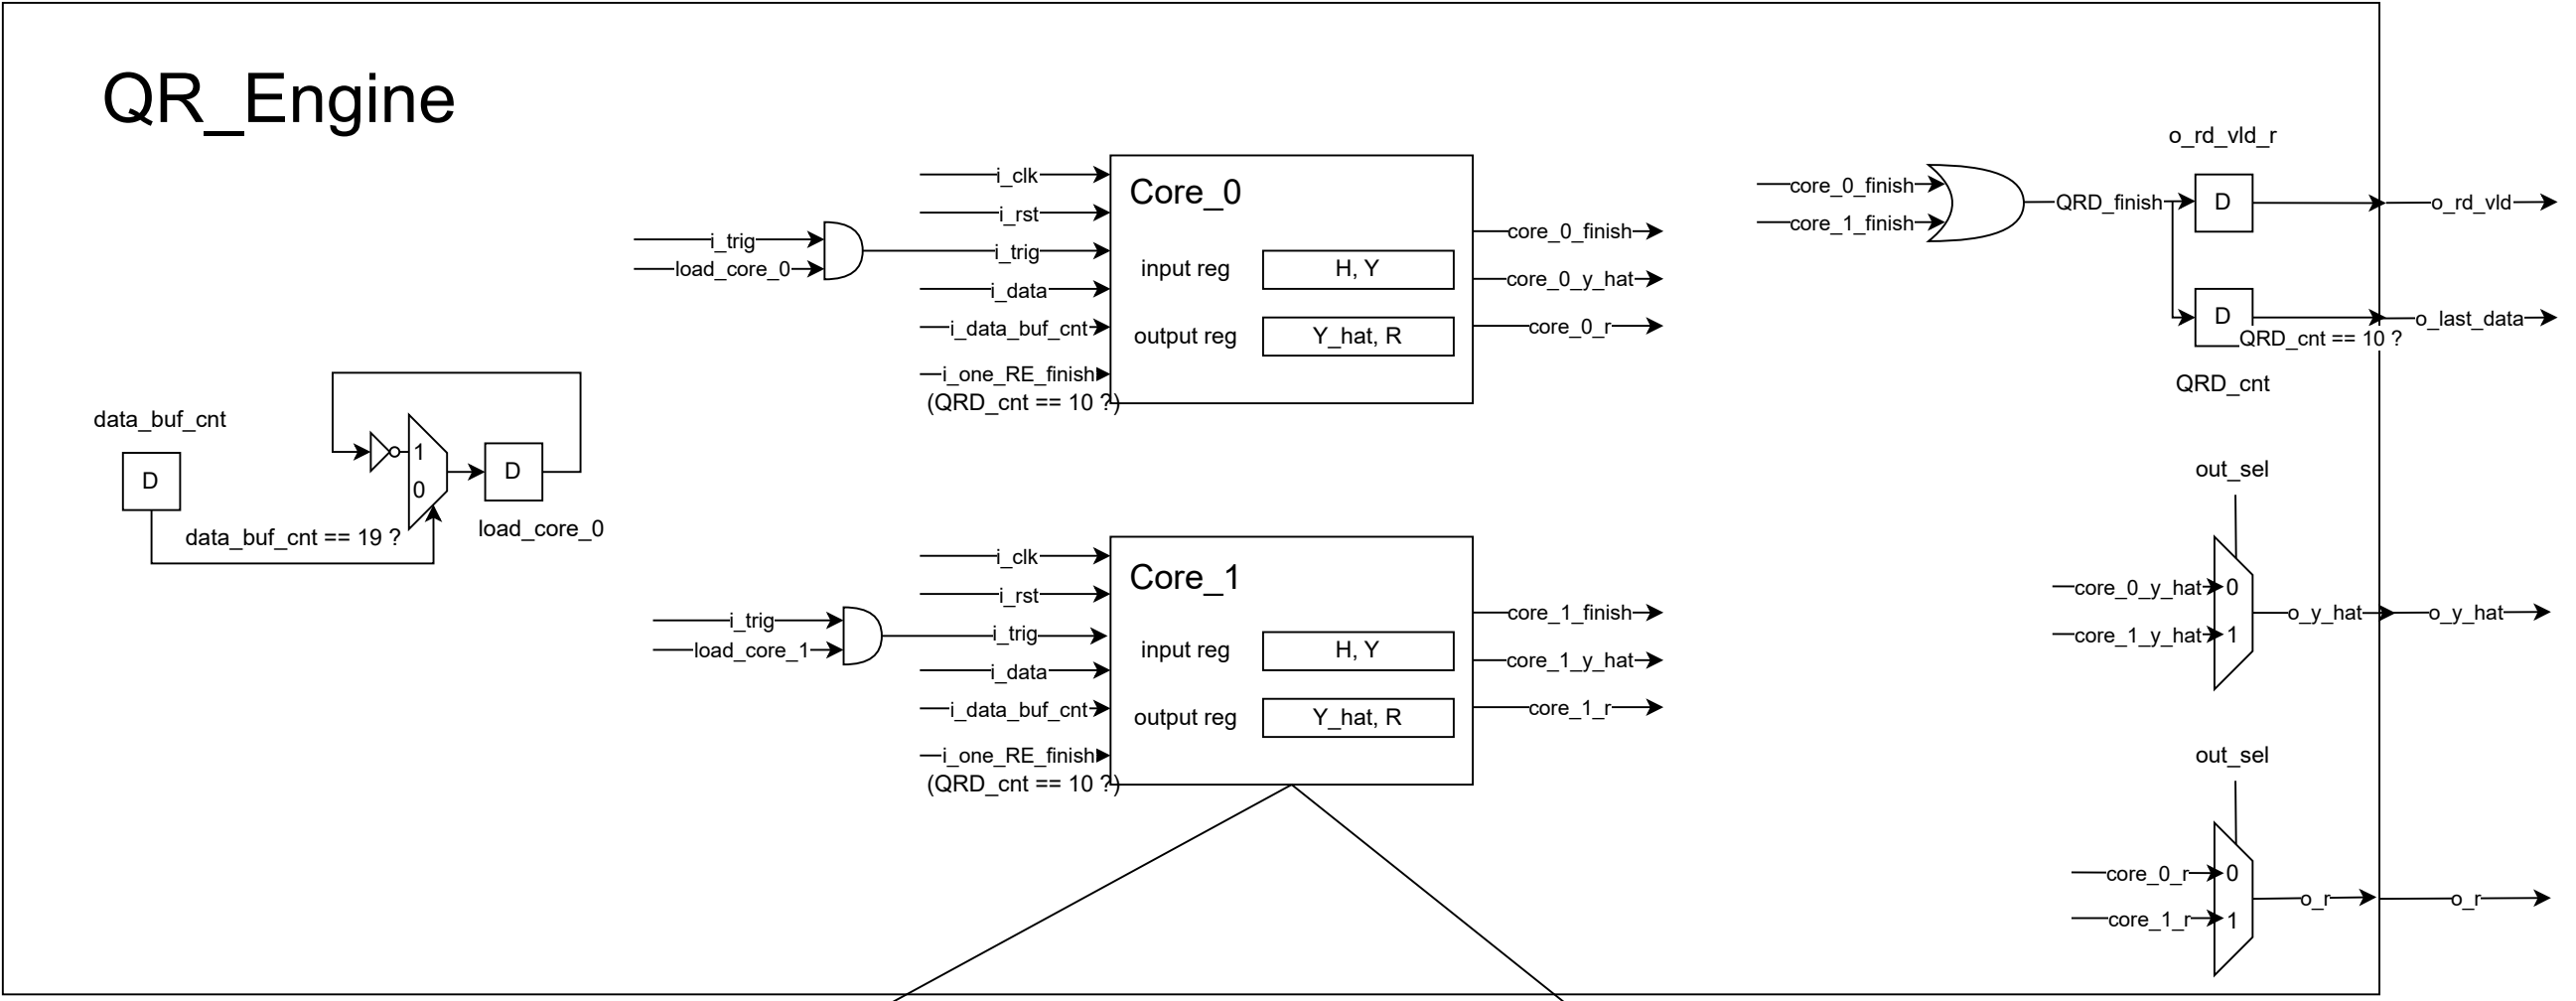 QR_Engine
data_buf_cnt
D
data_buf_cnt == 19 ?
1
0
D
load_core_0
i_trig
load_core_0
i_clk
i_rst
i_trig
i_data
i_data_buf_cnt
i_one_RE_finish
(QRD_cnt == 10 ?)
Core_0
input reg
H, Y
output reg
Y_hat, R
core_0_finish
core_0_y_hat
core_0_r
i_trig
load_core_1
i_clk
i_rst
i_trig
i_data
i_data_buf_cnt
i_one_RE_finish
(QRD_cnt == 10 ?)
Core_1
input reg
H, Y
output reg
Y_hat, R
core_1_finish
core_1_y_hat
core_1_r
core_0_finish
core_1_finish
QRD_finish
o_rd_vld_r
D
o_rd_vld
D
o_last_data
QRD_cnt == 10 ?
QRD_cnt
out_sel
core_0_y_hat
0
core_1_y_hat
1
o_y_hat
o_y_hat
out_sel
core_0_r
0
core_1_r
1
o_r
o_r